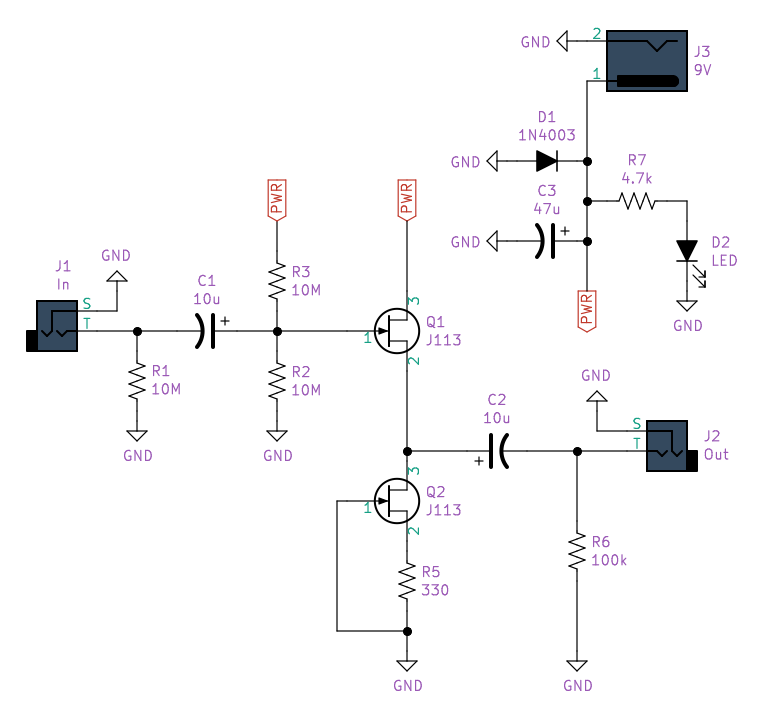 2
GND
J3
9V
1
D1
1N4003
GND
R7
4.7k
C3
47u
+
GND
D2
LED
GND
PWR
PWR
PWR
GND
J1
In
S
T
C1
10u
+
R3
10M
3
Q1
J113
1
2
R1
10M
GND
R2
10M
GND
GND
C2
10u
+
S
T
J2
Out
3
Q2
J113
1
2
R5
330
GND
R6
100k
GND